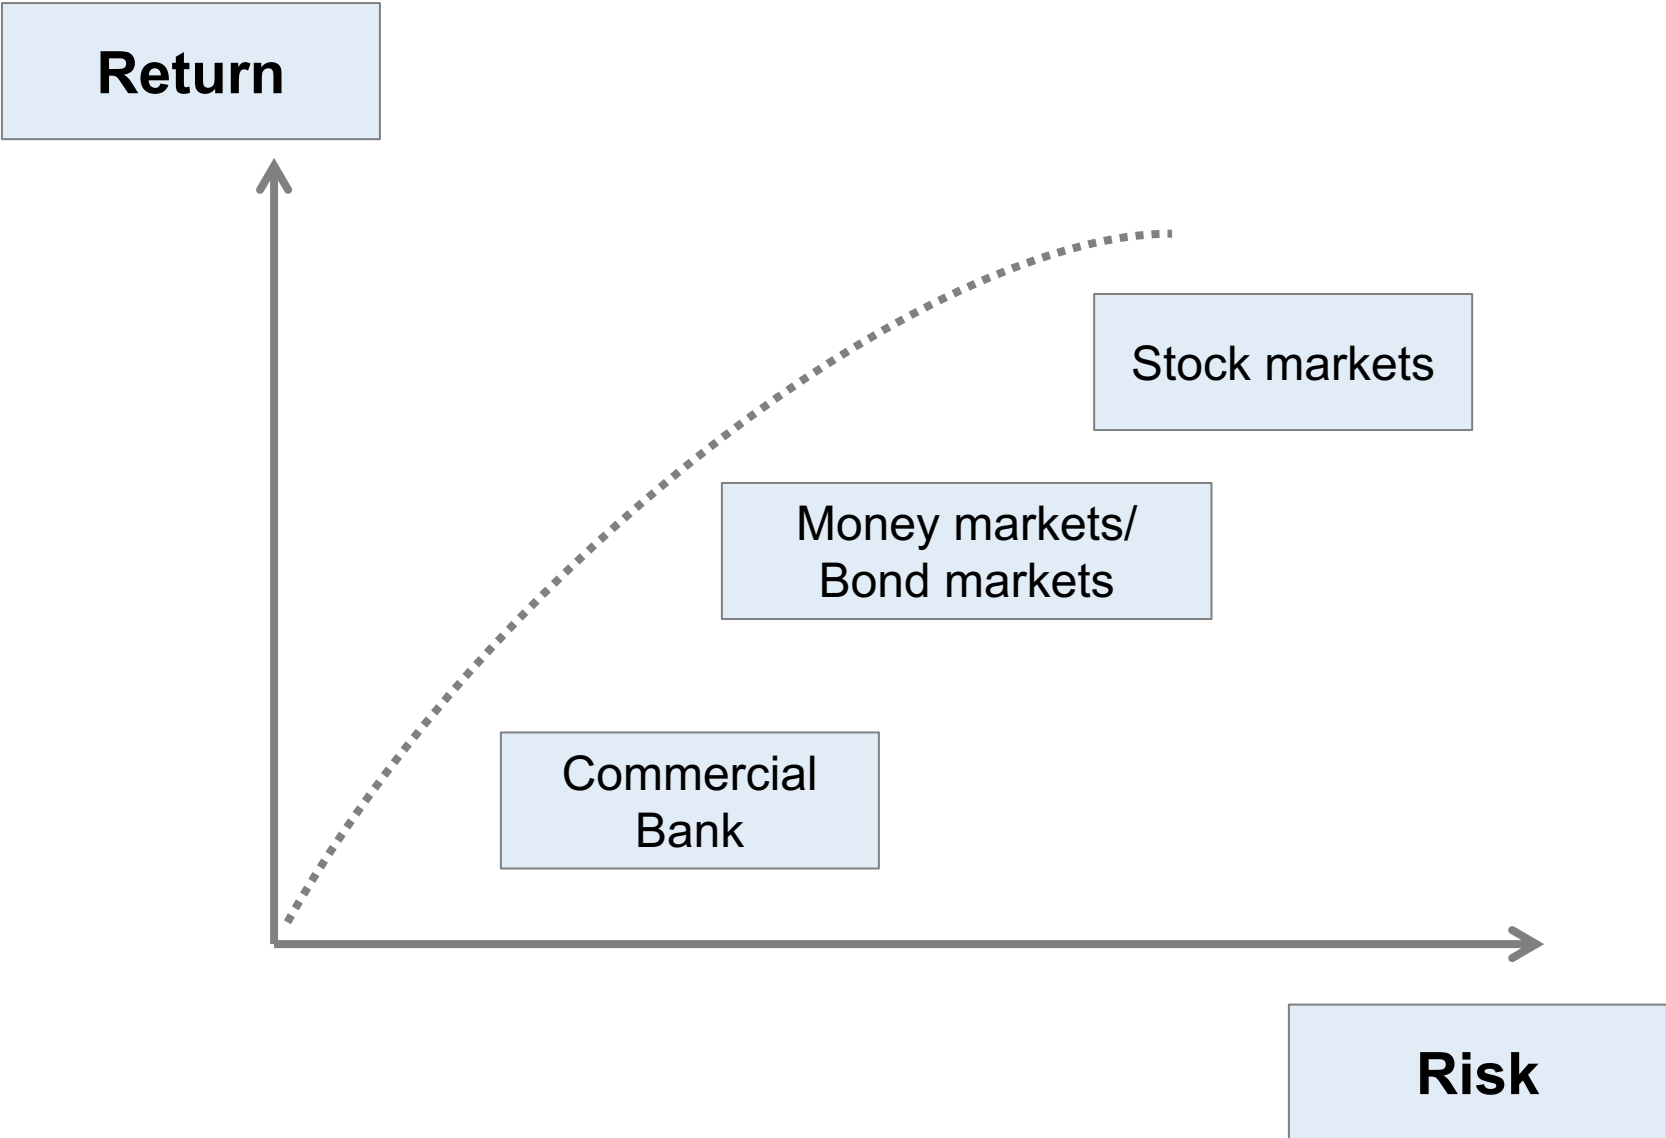 Return
Stock markets
Money markets/
Bond markets
Commercial
Bank
Risk